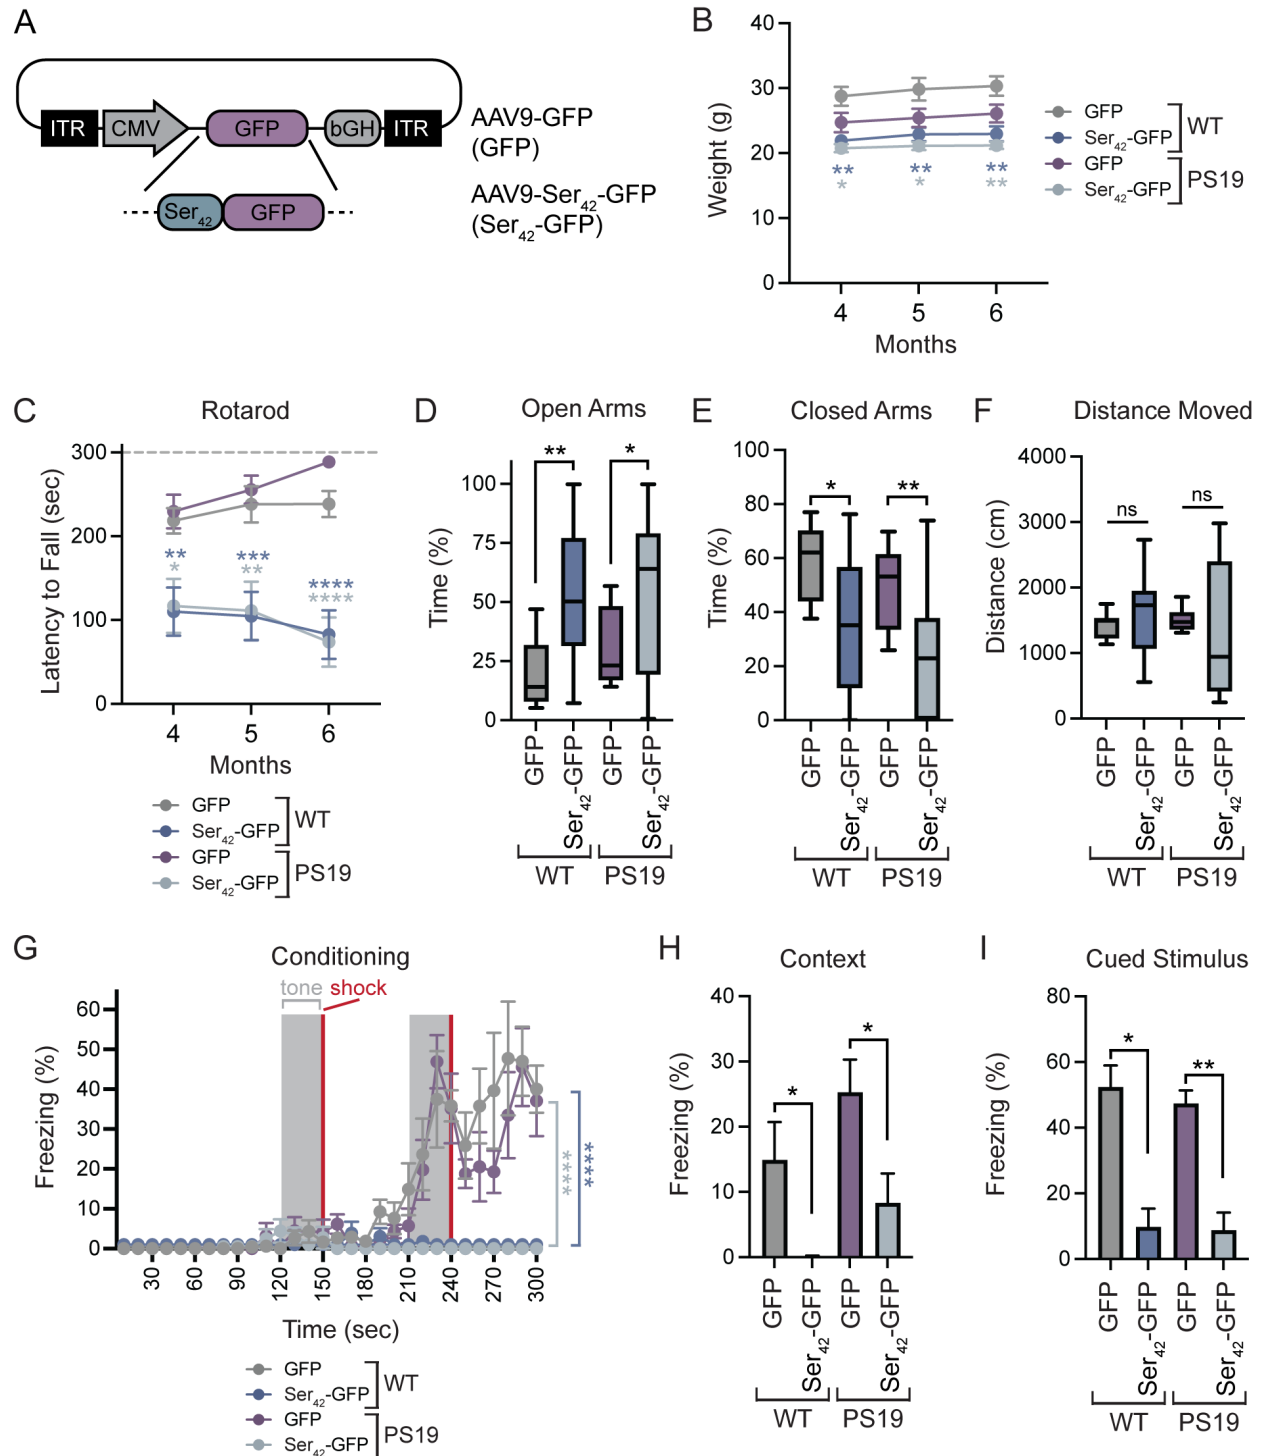 A
ITR CMV GFP bGH ITR
AAV9-GFP
(GFP)
Ser42 GFP
AAV9-Ser42-GFP
(Ser42-GFP)
B
Weight (g)
40
30
20
10
0
** ** **
* * **
4 5 6
Months
GFP
Ser42-GFP
WT
GFP
Ser42-GFP
PS19
C
Rotarod
Latency to Fall (sec)
300
200
100
0
** *** ****
* ** ****
4 5 6
Months
GFP
Ser42-GFP
WT
GFP
Ser42-GFP
PS19
D
Open Arms
Time (%)
100
75
50
25
0
** *
GFP Ser42-GFP GFP Ser42-GFP
WT PS19
E
Closed Arms
Time (%)
100
80
60
40
20
0
* **
GFP Ser42-GFP GFP Ser42-GFP
WT PS19
F
Distance Moved
Distance (cm)
4000
3000
2000
1000
0
ns ns
GFP Ser42-GFP GFP Ser42-GFP
WT PS19
G
Conditioning
tone shock
Freezing (%)
60
50
40
30
20
10
0
**** ****
30 60 90 120 150 180 210 240 270 300
Time (sec)
GFP
Ser42-GFP
WT
GFP
Ser42-GFP
PS19
H
Context
Freezing (%)
40
30
20
10
0
* *
GFP Ser42-GFP GFP Ser42-GFP
WT PS19
I
Cued Stimulus
Freezing (%)
80
60
40
20
0
* **
GFP Ser42-GFP GFP Ser42-GFP
WT PS19